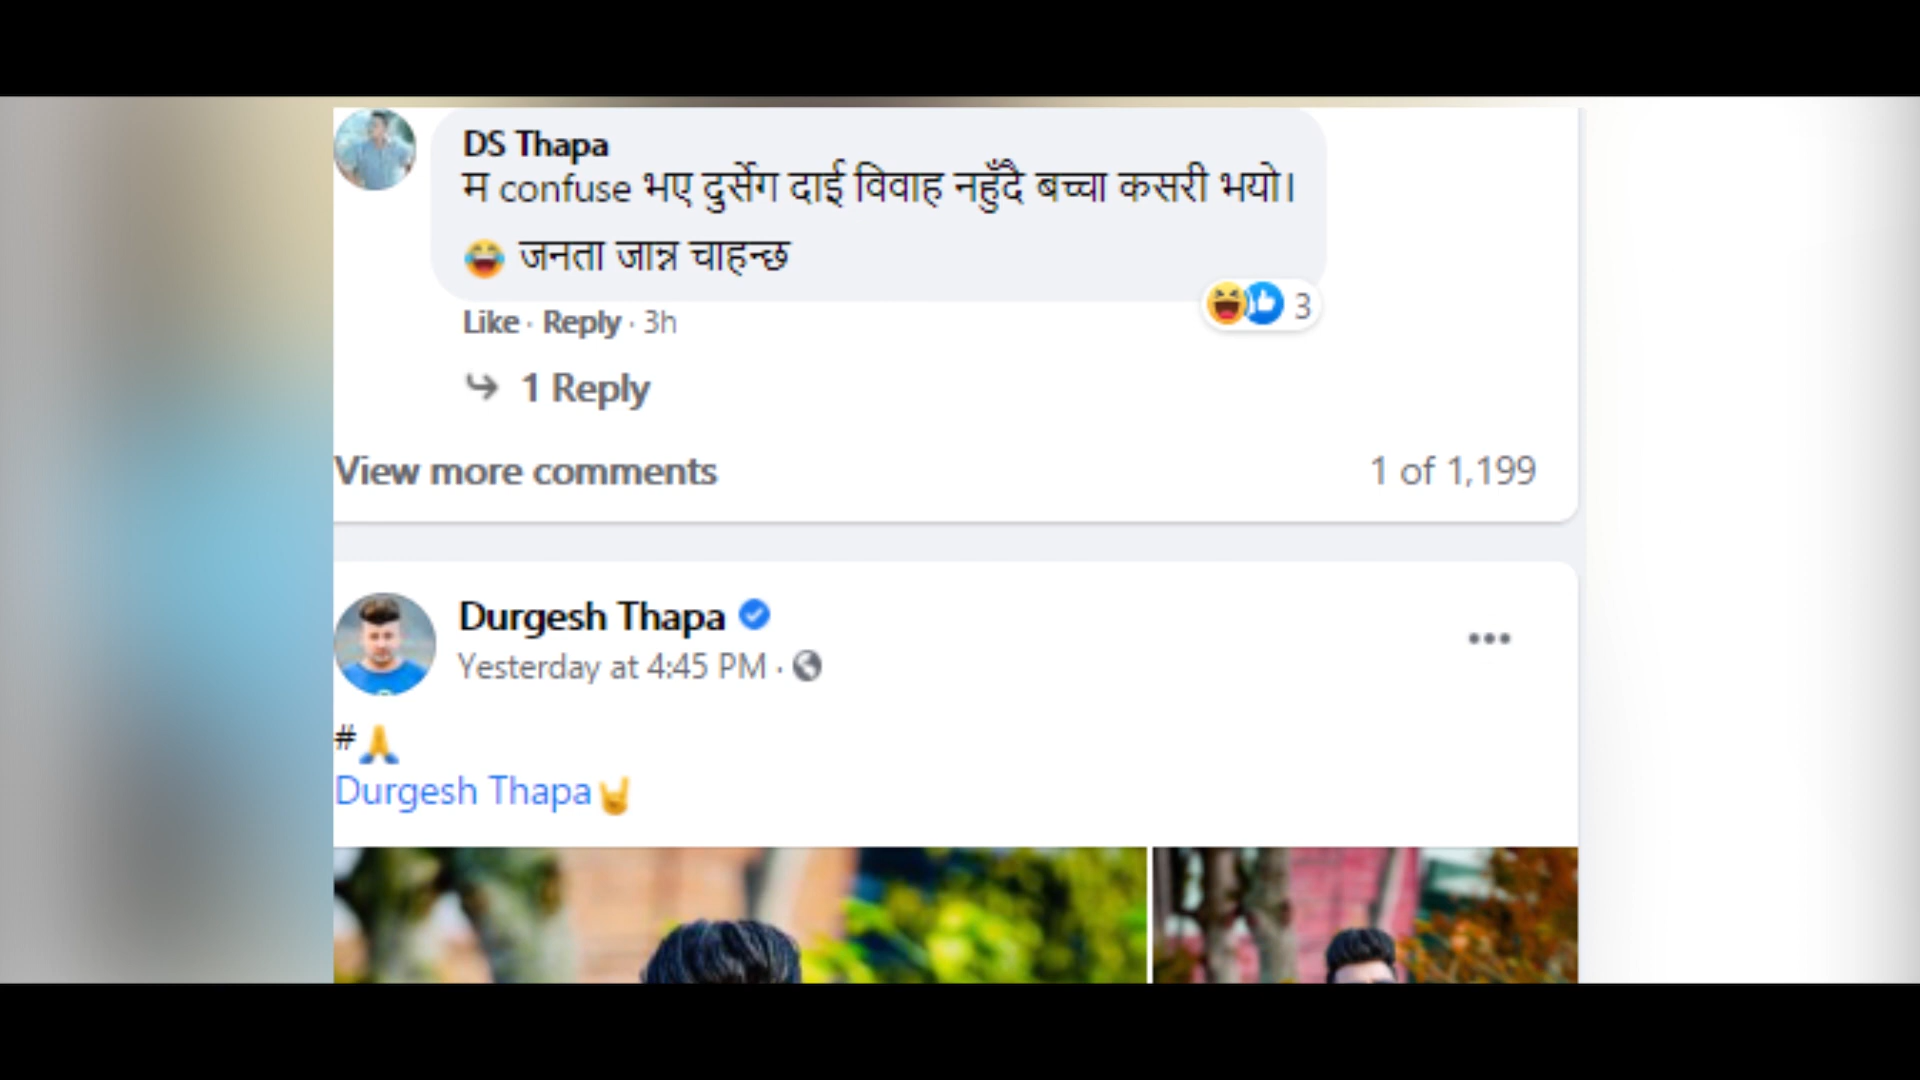 DS Thapa
म confuse भए दुर्सेग दाई विवाह नहुँदै बच्चा कसरी भयो।
😂 जनता जान्न चाहन्छ
3
Like · Reply · 3h
1 Reply
View more comments
1 of 1,199
Durgesh Thapa
Yesterday at 4:45 PM ·
#🙏
Durgesh Thapa🤘